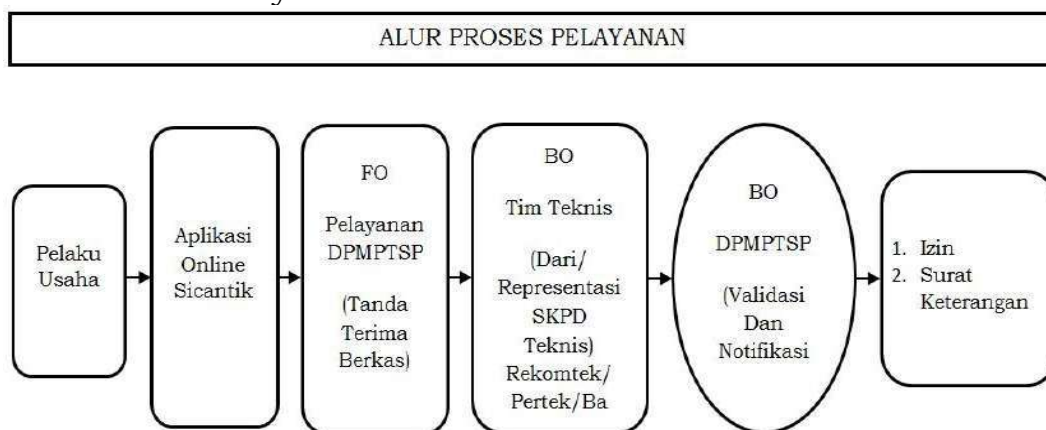 ALUR PROSES PELAYANAN
Pelaku
Usaha
Aplikasi
Online
Sicantik
FO
Pelayanan
DPMPTSP
(Tanda
Terima
Berkas)
BO
Tim Teknis
(Dari/
Representasi
SKPD
Teknis)
Rekomtek/
Pertek/Ba
BO
DPMPTSP
(Validasi
Dan
Notifikasi
1. Izin
2. Surat
Keterangan